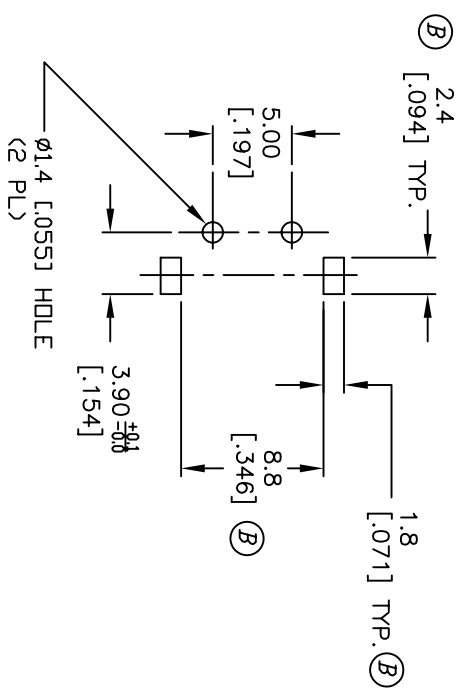 B
2.4
[.094] TYP.
5.00
[.197]
ø1.4 [.055] HOLE
(2 PL)
3.90 +0.1 -0.0
[.154]
8.8
[.346]
B
1.8
[.071] TYP. B